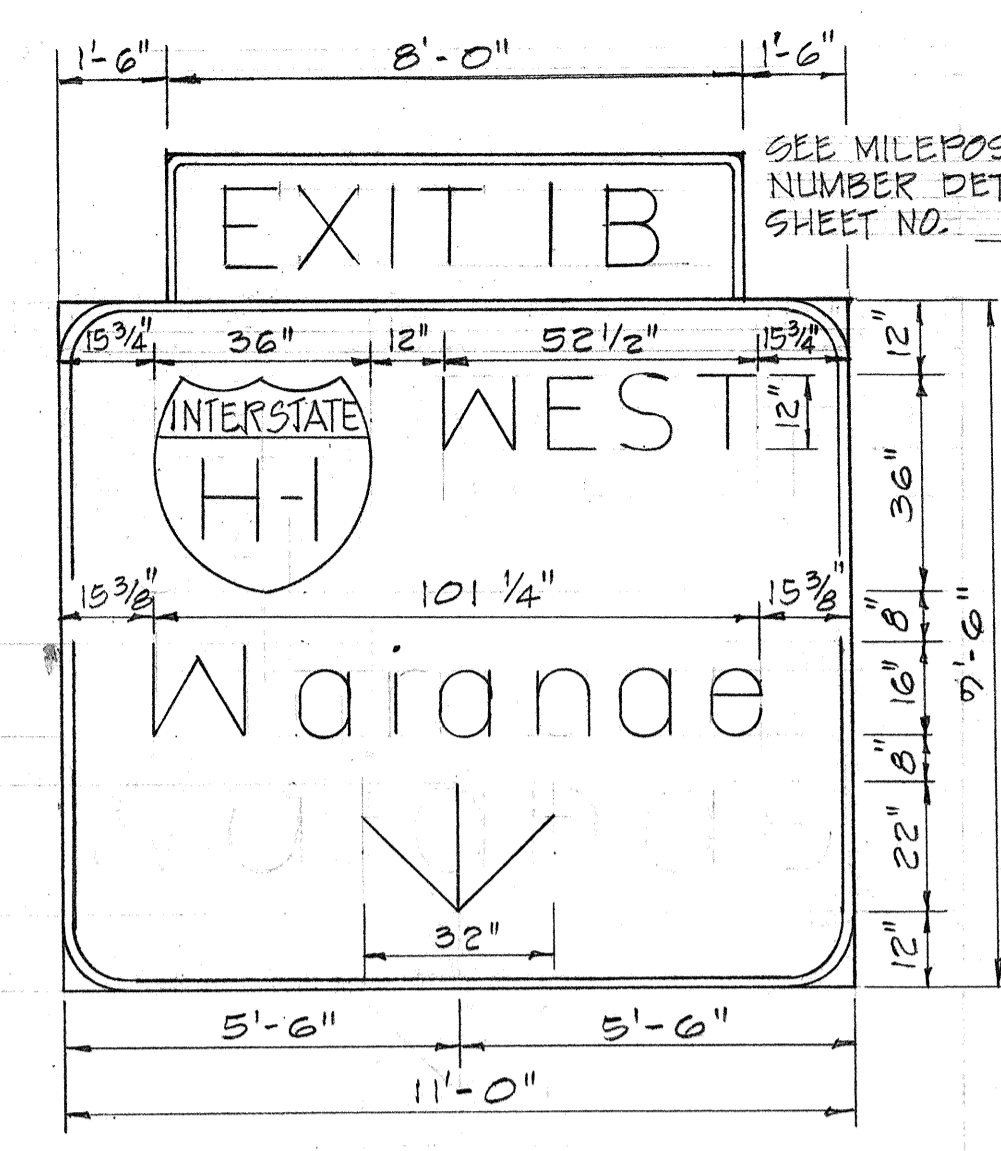 1'-6" 8'-0" 1'-6"
SEE MILEPOS
NUMBER DET
SHEET NO.
EXIT 1B
15 3/4" 36" 12" 52 1/2" 15 3/4" 12"
INTERSTATE WEST 12"
H-1 36"
15 3/8" 101 1/4" 15 3/8" 8"
9'-6"
Waianae 16"
8"
22"
32" 12"
5'-6" 5'-6"
11'-0"